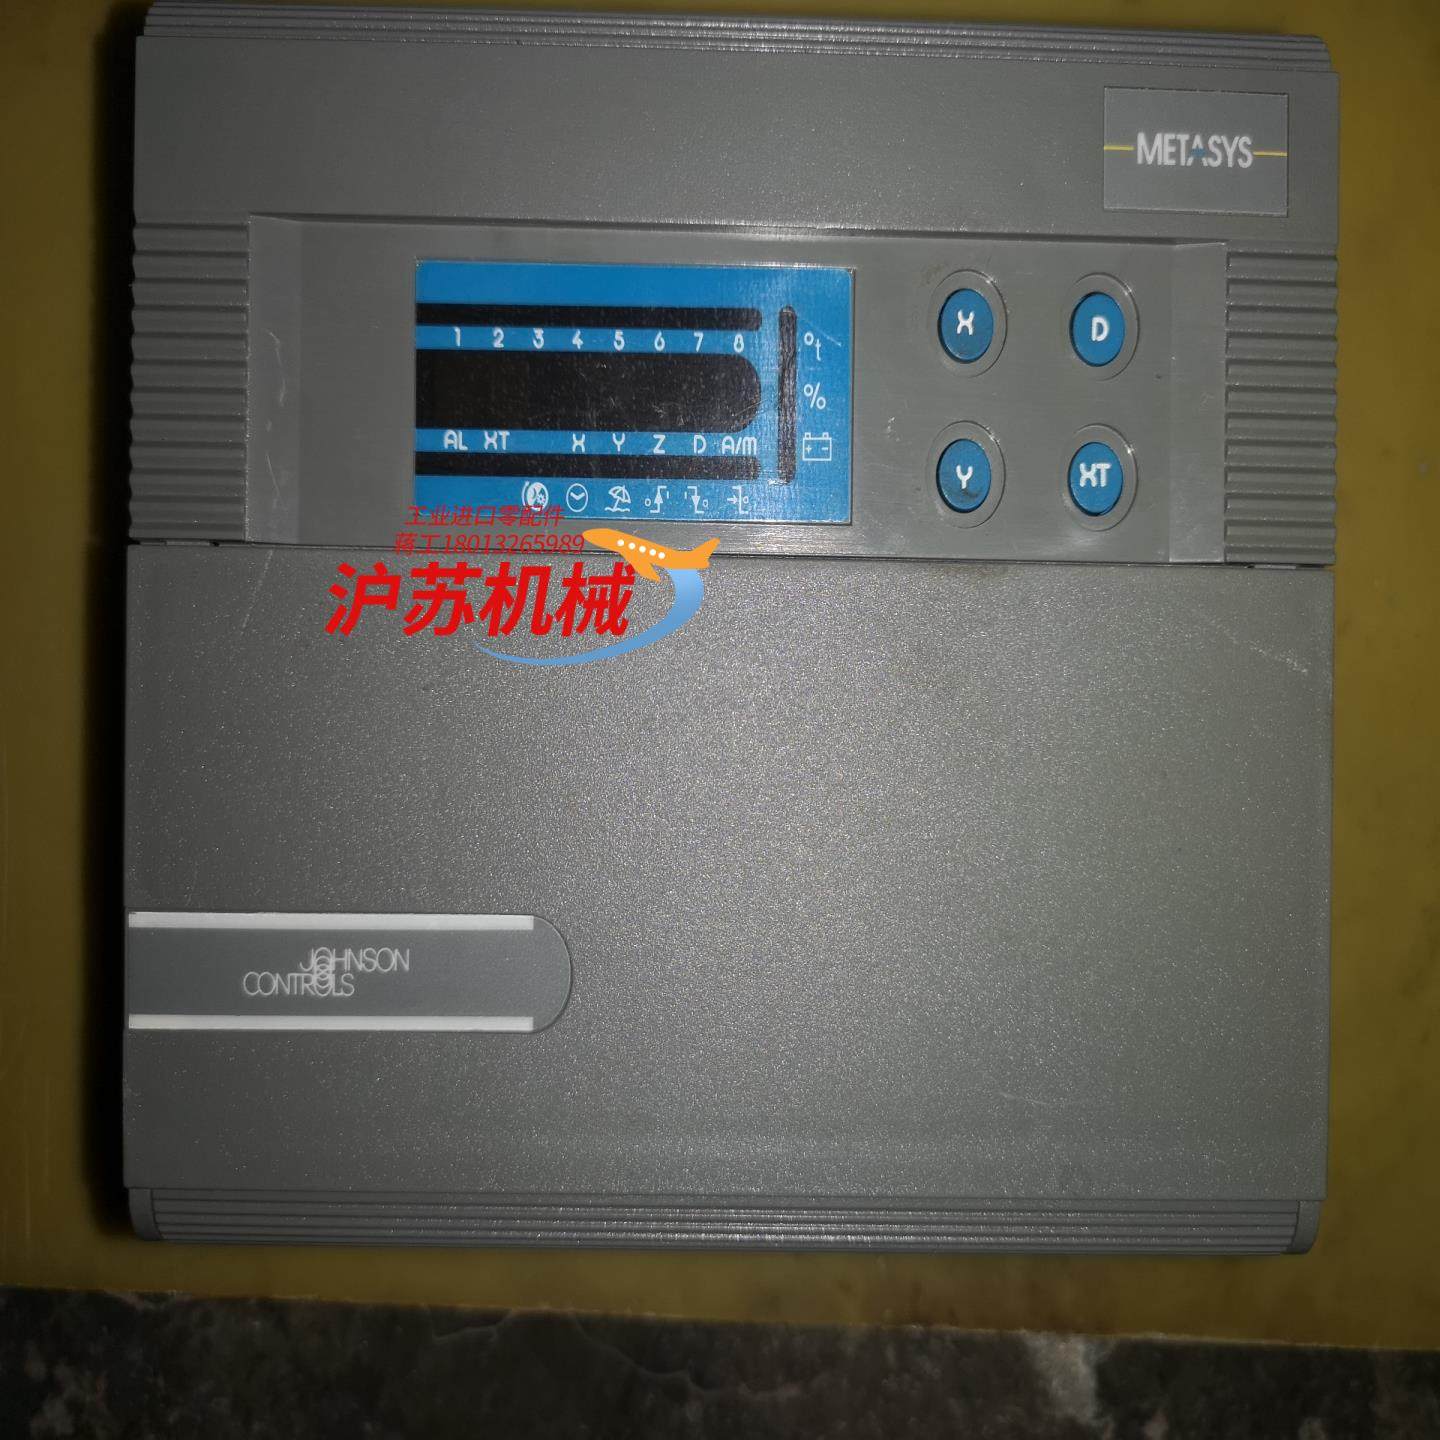 METASYS
1 2 3 4 5 6 7 8
°t
%
AL XT X Y Z D A/M
X
D
Y
XT
工业进口零配件
蒋工18013265989
沪苏机械
JOHNSON
CONTROLS